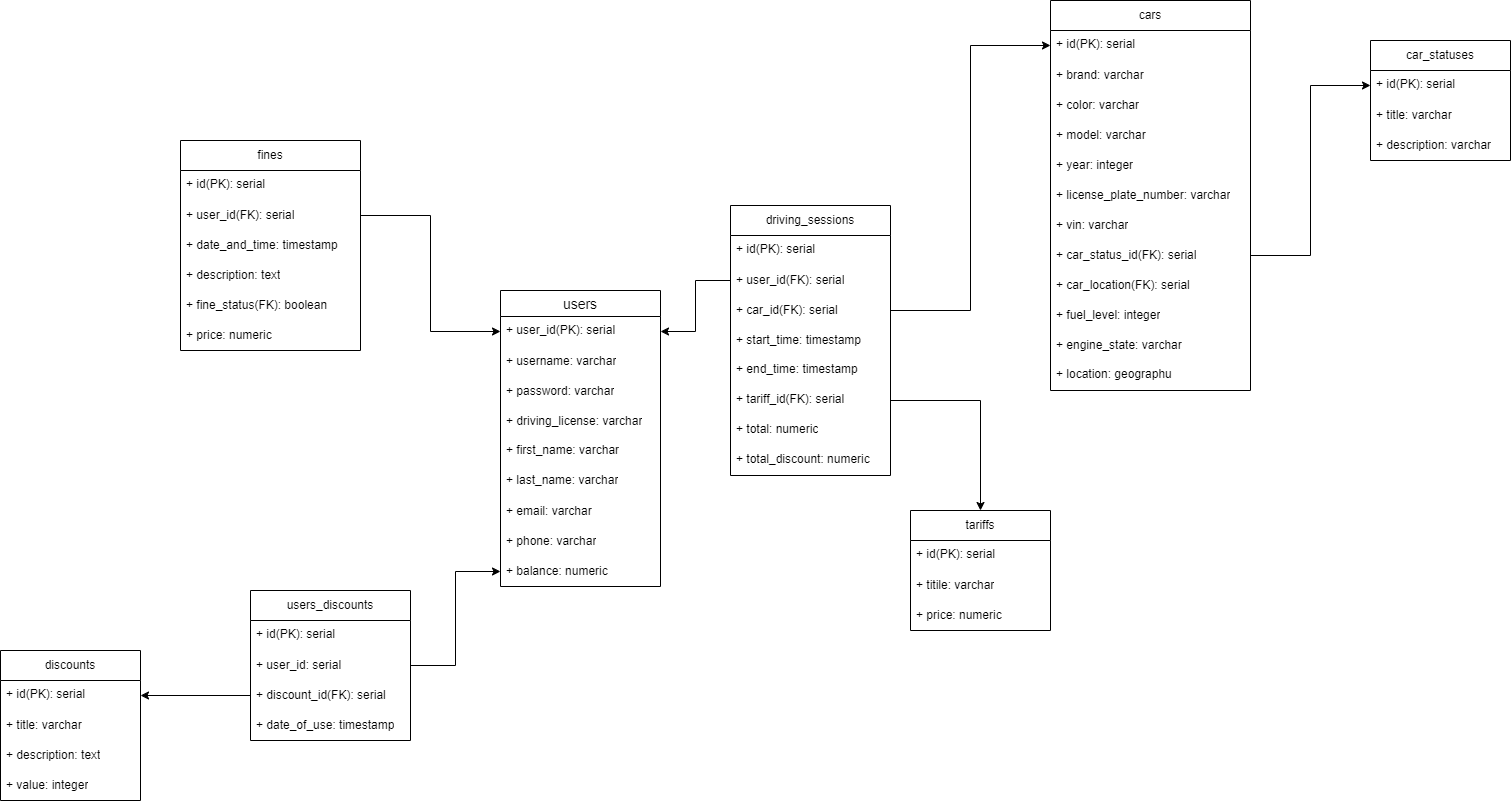 cars
+ id(PK): serial
+ brand: varchar
+ color: varchar
+ model: varchar
+ year: integer
+ license_plate_number: varchar
+ vin: varchar
+ car_status_id(FK): serial
+ car_location(FK): serial
+ fuel_level: integer
+ engine_state: varchar
+ location: geographu
car_statuses
+ id(PK): serial
+ title: varchar
+ description: varchar
fines
+ id(PK): serial
+ user_id(FK): serial
+ date_and_time: timestamp
+ description: text
+ fine_status(FK): boolean
+ price: numeric
driving_sessions
+ id(PK): serial
+ user_id(FK): serial
+ car_id(FK): serial
+ start_time: timestamp
+ end_time: timestamp
+ tariff_id(FK): serial
+ total: numeric
+ total_discount: numeric
users
+ user_id(PK): serial
+ username: varchar
+ password: varchar
+ driving_license: varchar
+ first_name: varchar
+ last_name: varchar
+ email: varchar
+ phone: varchar
+ balance: numeric
tariffs
+ id(PK): serial
+ titile: varchar
+ price: numeric
users_discounts
+ id(PK): serial
+ user_id: serial
+ discount_id(FK): serial
+ date_of_use: timestamp
discounts
+ id(PK): serial
+ title: varchar
+ description: text
+ value: integer